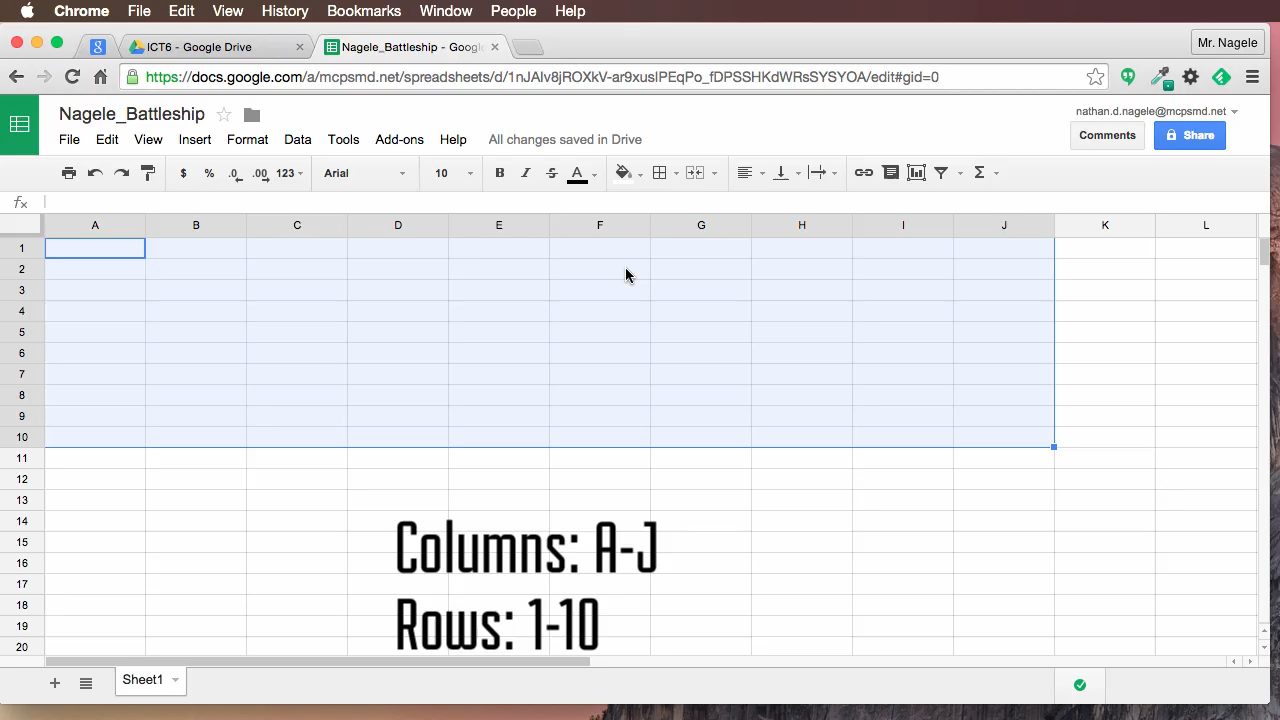 Chrome File Edit View History Bookmarks Window People Help
ICT6 - Google Drive
Nagele_Battleship - Goog
Mr. Nagele
https://docs.google.com/a/mcpsmd.net/spreadsheets/d/1nJAlv8jROXkV-ar9xuslPEqPo_fDPSSHKdWRsSYSYOA/edit#gid=0
Nagele_Battleship
nathan.d.nagele@mcpsmd.net
File Edit View Insert Format Data Tools Add-ons Help All changes saved in Drive
Comments Share
$ % .0 .00 123 Arial 10 B I S A Σ
fx
A B C D E F G H I J K L
1
2
3
4
5
6
7
8
9
10
11
12
13
14
15
16
17
18
19
20
Columns: A-J
Rows: 1-10
Sheet1